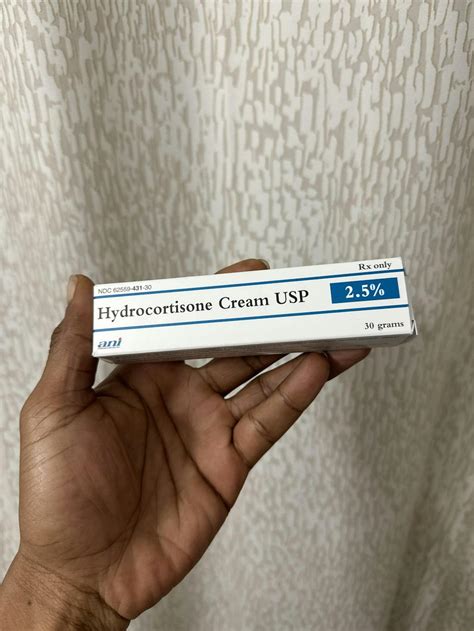 Rx only
NDC 62559-431-30
Hydrocortisone Cream USP 2.5%
30 grams
ani